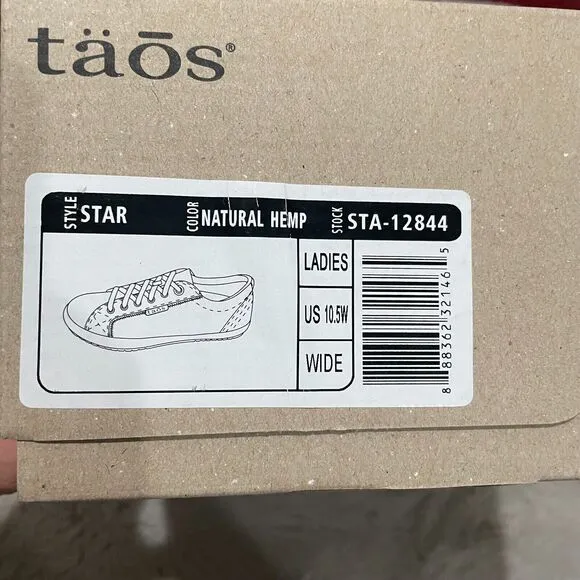 täōs®
STYLE STAR COLOR NATURAL HEMP STOCK STA-12844
LADIES
US 10.5W
WIDE
8 88362 32146 5